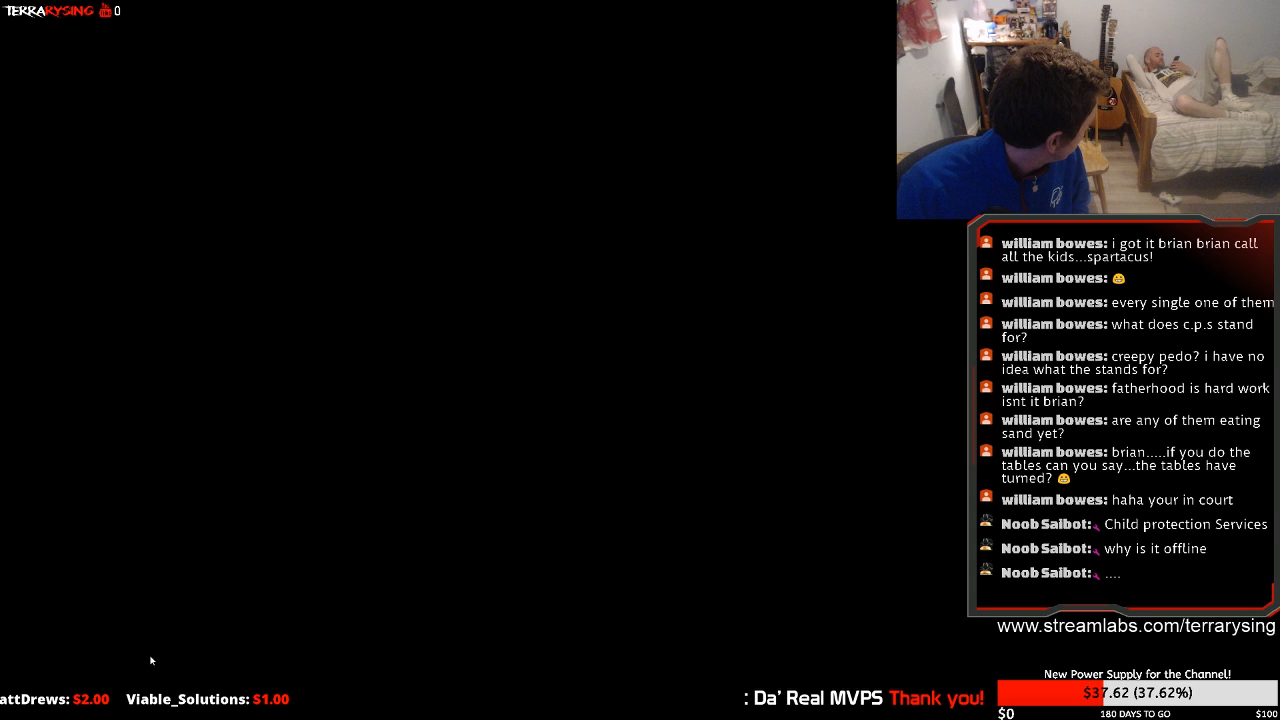 TERRARYSING 0
william bowes: i got it brian brian call
all the kids...spartacus!
william bowes: 😂
william bowes: every single one of them
william bowes: what does c.p.s stand
for?
william bowes: creepy pedo? i have no
idea what the stands for?
william bowes: fatherhood is hard work
isnt it brian?
william bowes: are any of them eating
sand yet?
william bowes: brian.....if you do the
tables can you say...the tables have
turned? 😂
william bowes: haha your in court
Noob Saibot: Child protection Services
Noob Saibot: why is it offline
Noob Saibot: ....
www.streamlabs.com/terrarysing
New Power Supply for the Channel!
$37.62 (37.62%)
$0 180 DAYS TO GO $100
attDrews: $2.00 Viable_Solutions: $1.00
: Da' Real MVPS Thank you!